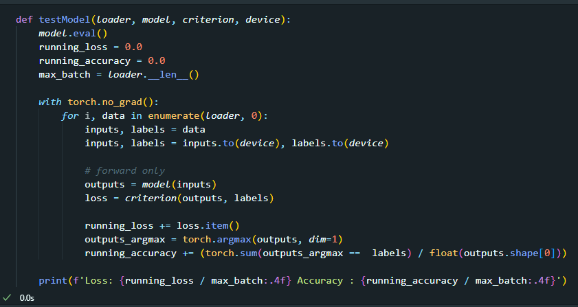 def testModel(loader, model, criterion, device):
    model.eval()
    running_loss = 0.0
    running_accuracy = 0.0
    max_batch = loader.__len__()

    with torch.no_grad():
        for i, data in enumerate(loader, 0):
            inputs, labels = data
            inputs, labels = inputs.to(device), labels.to(device)

            # forward only
            outputs = model(inputs)
            loss = criterion(outputs, labels)

            running_loss += loss.item()
            outputs_argmax = torch.argmax(outputs, dim=1)
            running_accuracy += (torch.sum(outputs_argmax ==  labels) / float(outputs.shape[0]))

    print(f'Loss: {running_loss / max_batch:.4f} Accuracy : {running_accuracy / max_batch:.4f}')
✓ 0.0s